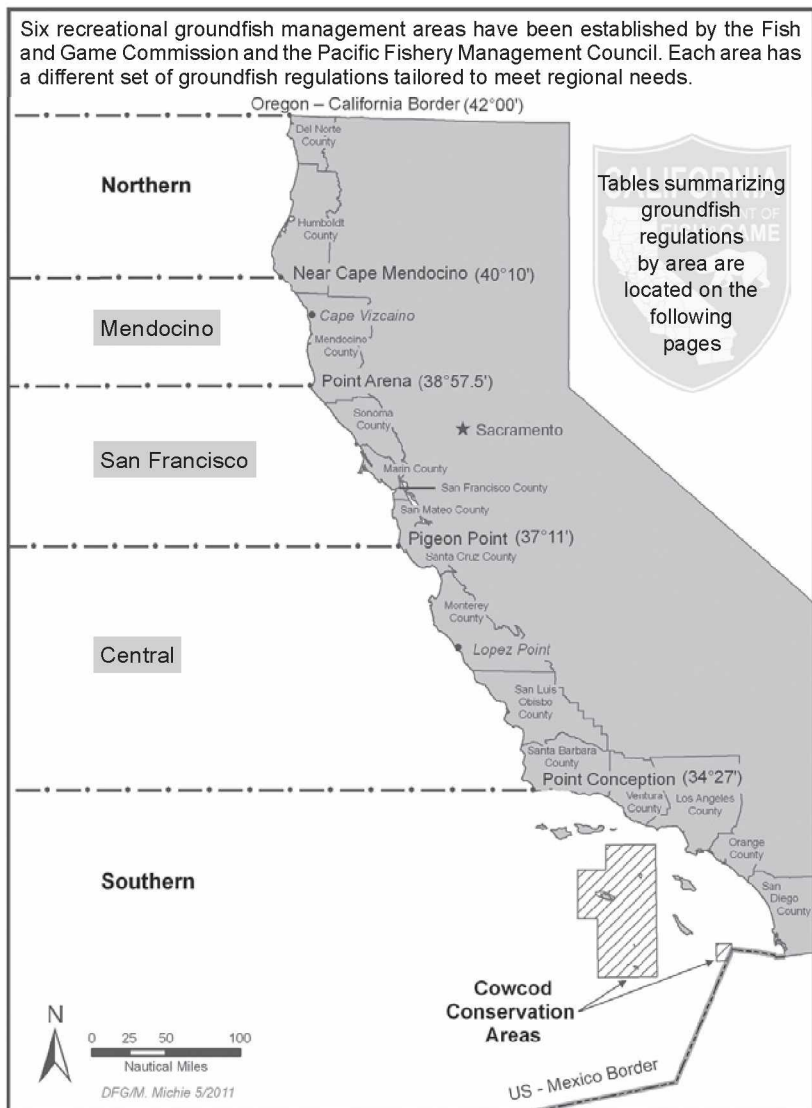 Six recreational groundfish management areas have been established by the Fish
and Game Commission and the Pacific Fishery Management Council. Each area has
a different set of groundfish regulations tailored to meet regional needs.
Oregon – California Border (42°00')
Del Norte
County
Northern
CALIFORNIA
Tables summarizing
groundfish
regulations
by area are
located on the
following
pages
NT OF
FISH GAME
Humboldt
County
Near Cape Mendocino (40°10')
Cape Vizcaino
Mendocino
Mendocino
County
Point Arena (38°57.5')
Sonoma
County
Sacramento
San Francisco
Marin County
San Francisco County
San Mateo County
Pigeon Point (37°11')
Santa Cruz County
Monterey
County
Central
Lopez Point
San Luis
Obisbo
County
Santa Barbara
County
Point Conception (34°27')
Ventura
County
Los Angeles
County
Orange
County
Southern
San
Diego
County
Cowcod
Conservation
Areas
N
0 25 50 100
Nautical Miles
DFG/M. Michie 5/2011
US - Mexico Border